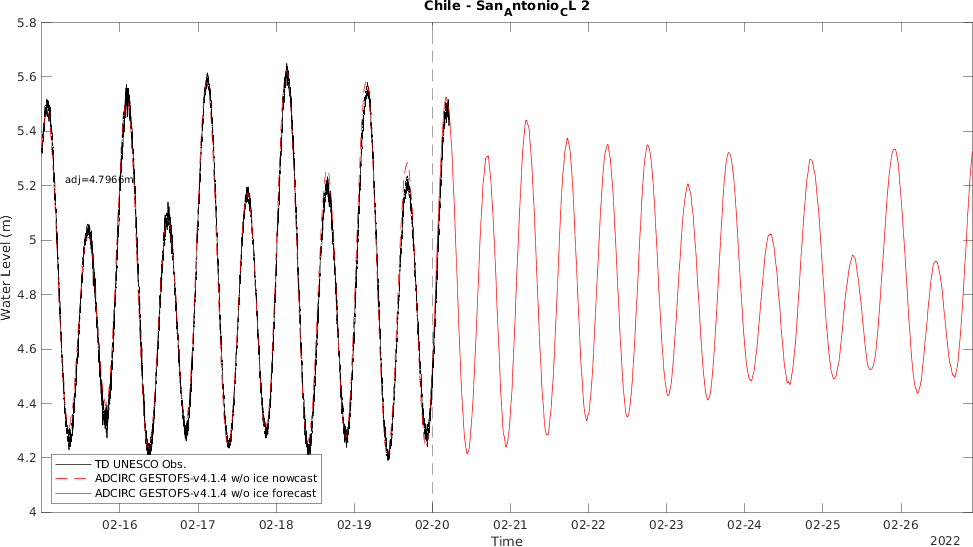 Chile - SanAntonioCL 2
5.8
5.6
5.4
5.2
5
4.8
4.6
4.4
4.2
4
Water Level (m)
adj=4.7966m
TD UNESCO Obs.
ADCIRC GESTOFS-v4.1.4 w/o ice nowcast
ADCIRC GESTOFS-v4.1.4 w/o ice forecast
02-16 02-17 02-18 02-19 02-20 02-21 02-22 02-23 02-24 02-25 02-26
Time
2022